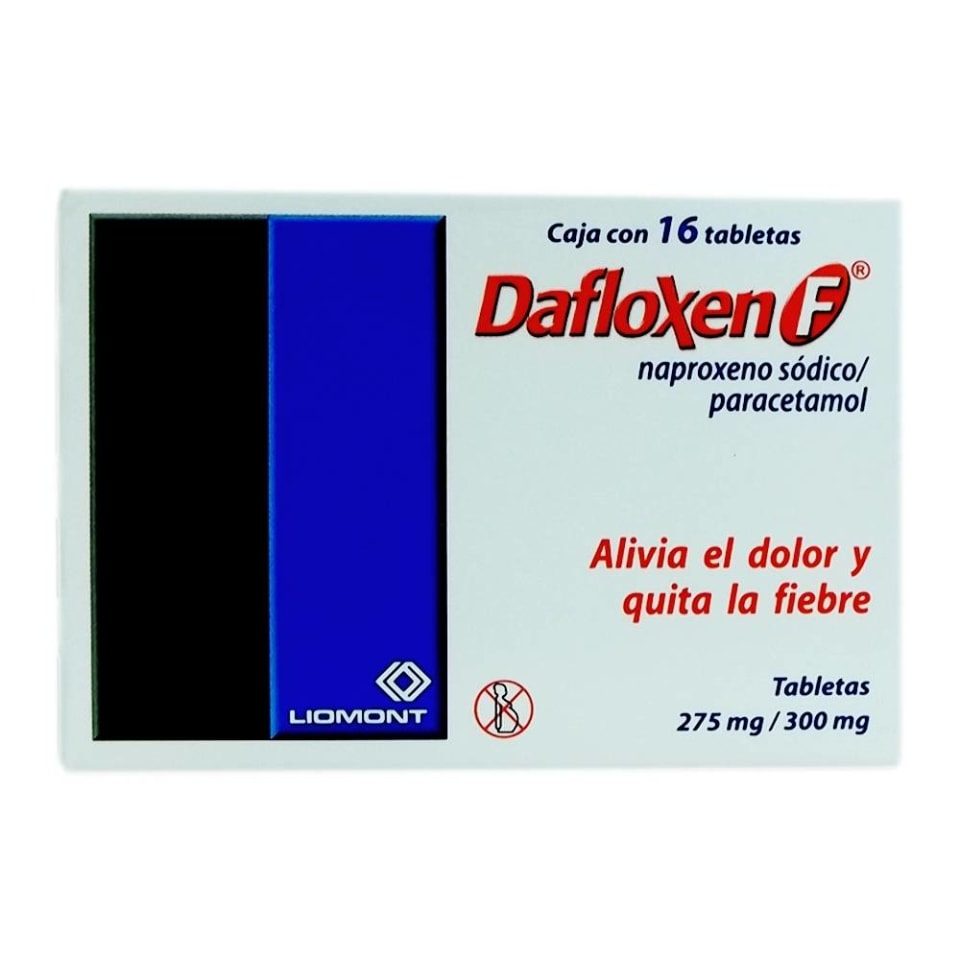 Caja con 16 tabletas
Dafloxen F®
naproxeno sódico/
paracetamol
Alivia el dolor y
quita la fiebre
Tabletas
275 mg / 300 mg
LIOMONT